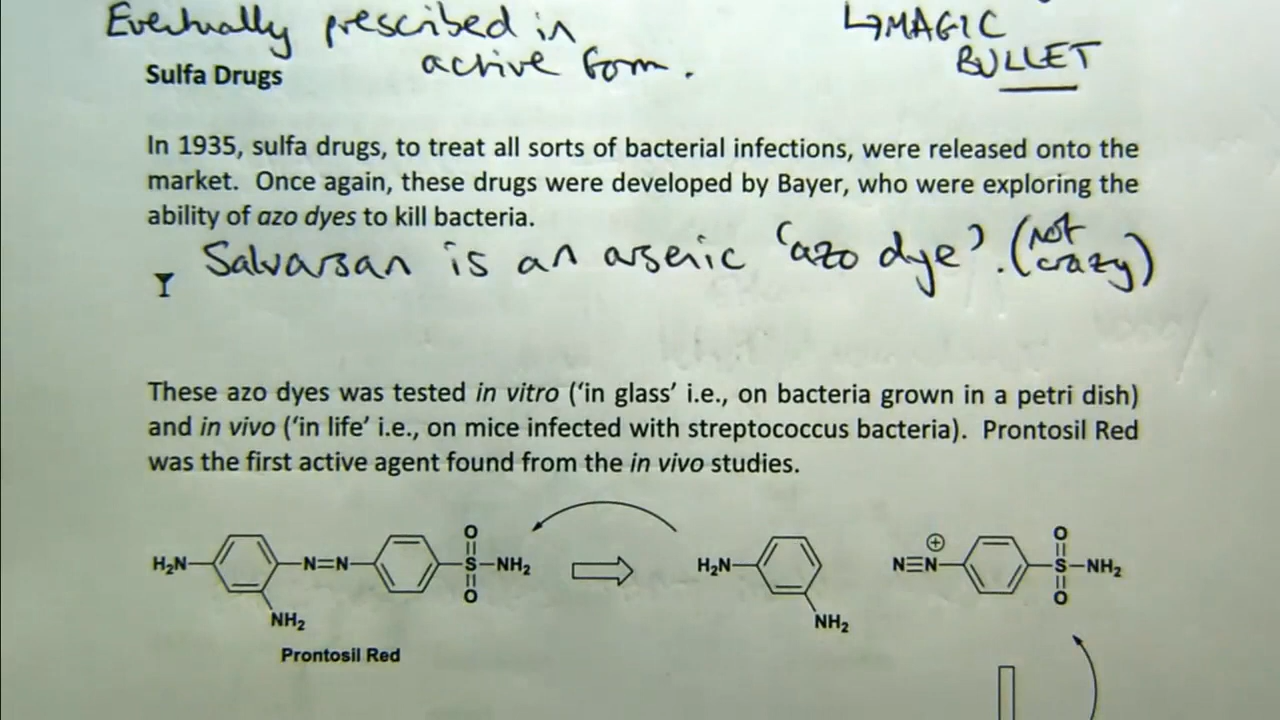 Eventually prescribed in
active form.
↳MAGIC
BULLET
Sulfa Drugs
In 1935, sulfa drugs, to treat all sorts of bacterial infections, were released onto the
market. Once again, these drugs were developed by Bayer, who were exploring the
ability of azo dyes to kill bacteria.
Salvarsan is an arsenic 'azo dye'. (not
crazy)
These azo dyes was tested in vitro ('in glass' i.e., on bacteria grown in a petri dish)
and in vivo ('in life' i.e., on mice infected with streptococcus bacteria). Prontosil Red
was the first active agent found from the in vivo studies.
O
H₂N N=N S-NH₂
O
NH₂
Prontosil Red
H₂N
NH₂
⊕ O
N≡N S-NH₂
O